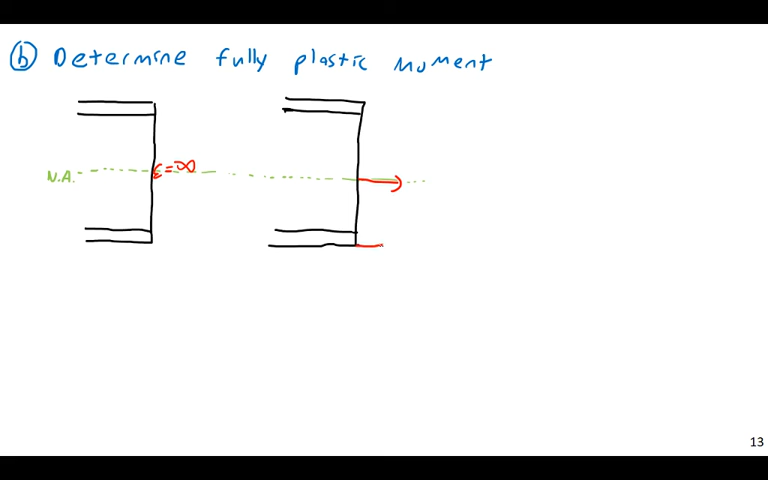 (b) Determine fully plastic Moment
ε=∞
N.A.
13